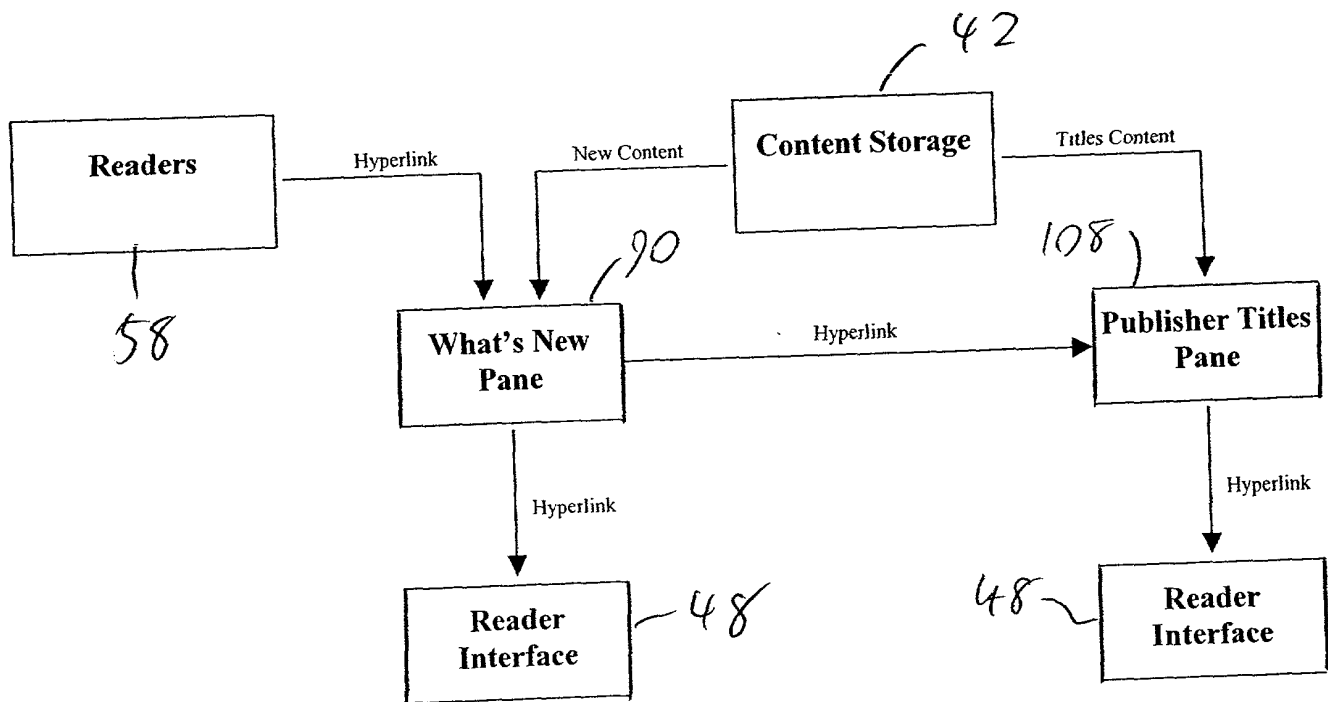 42
Readers
Hyperlink
New Content
Content Storage
Titles Content
58
90
108
What's New
Pane
Hyperlink
Publisher Titles
Pane
Hyperlink
Hyperlink
Reader
Interface
48
48
Reader
Interface